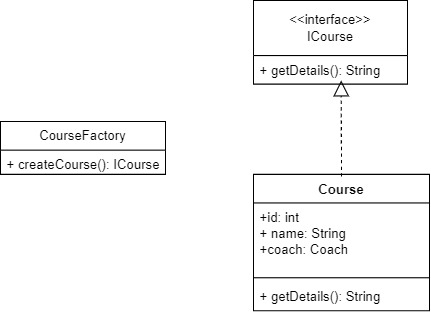 <<interface>>
ICourse
+ getDetails(): String
CourseFactory
+ createCourse(): ICourse
Course
+id: int
+ name: String
+coach: Coach
+ getDetails(): String